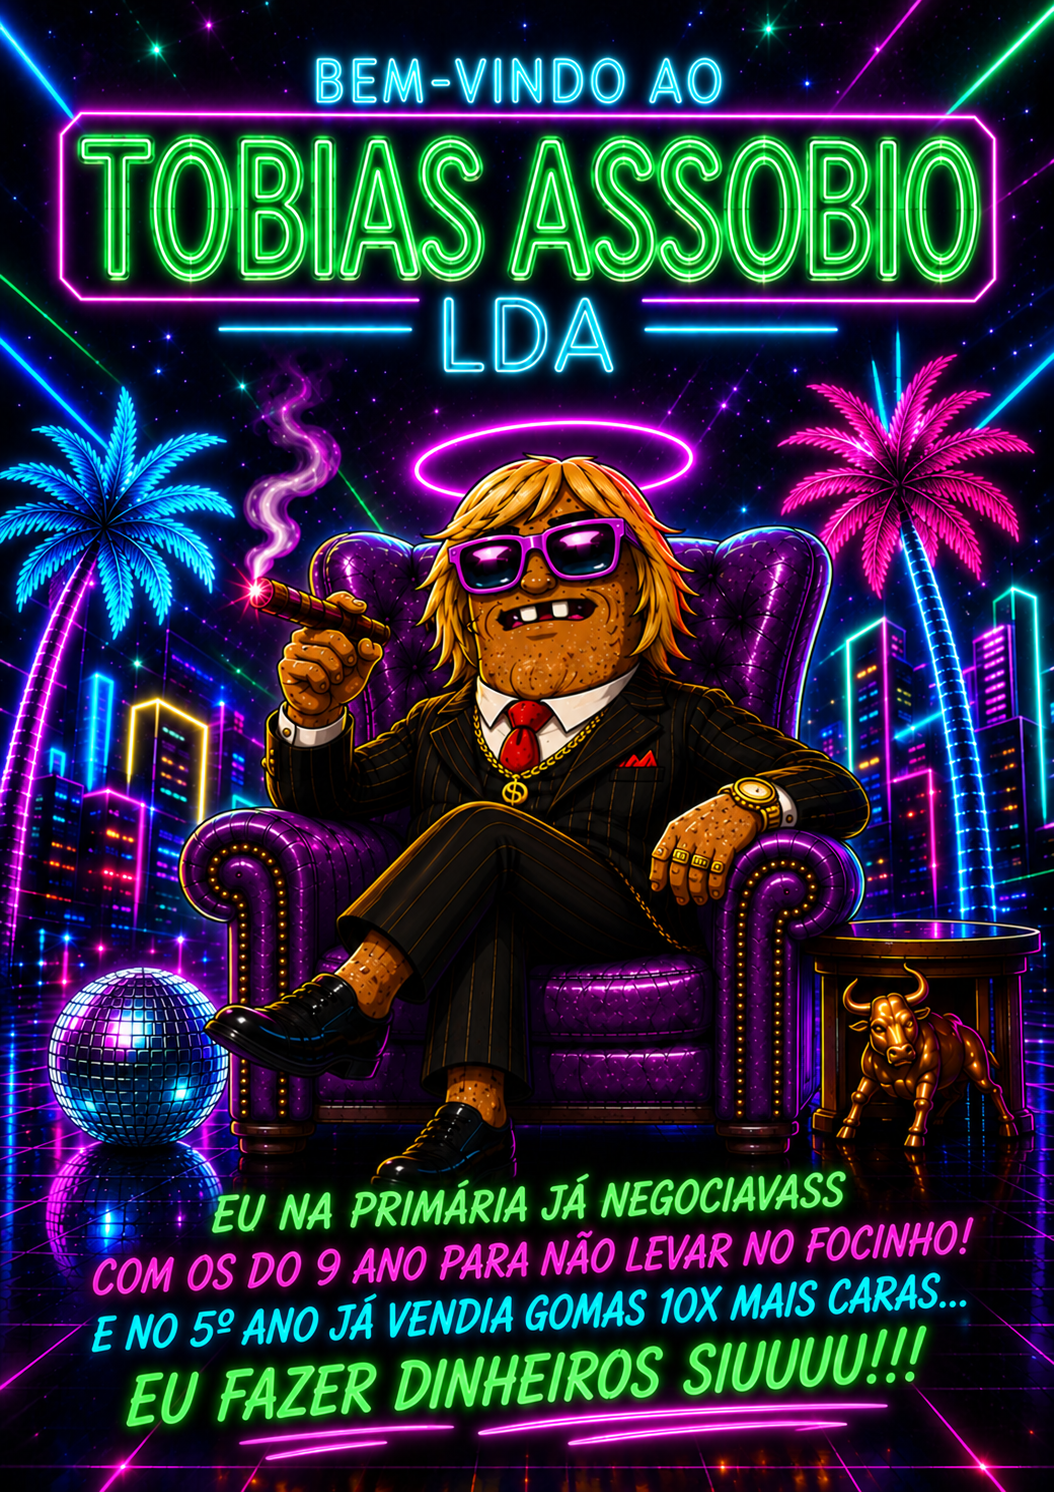 BEM-VINDO AO
TOBIAS ASSOBIO
LDA
$
EU NA PRIMÁRIA JÁ NEGOCIAVASS
COM OS DO 9 ANO PARA NÃO LEVAR NO FOCINHO!
E NO 5º ANO JÁ VENDIA GOMAS 10X MAIS CARAS...
EU FAZER DINHEIROS SIUUUU!!!